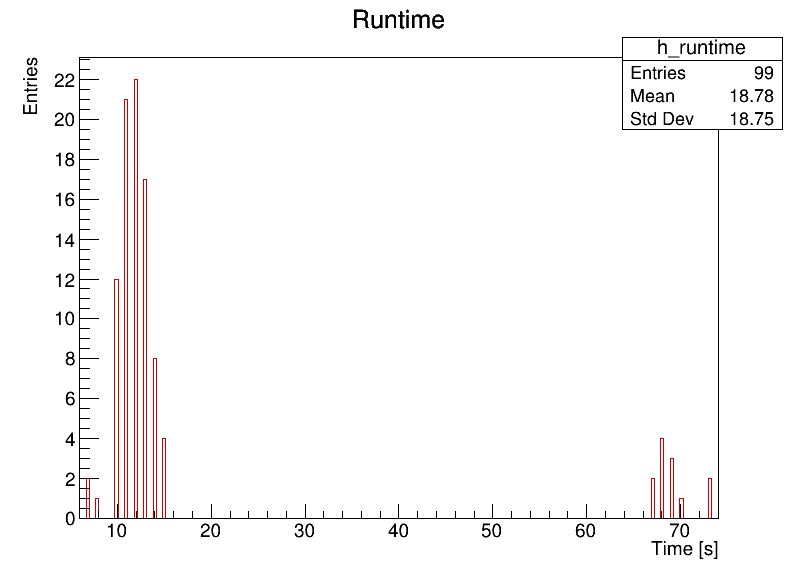 Runtime
h_runtime
Entries 99
Mean 18.78
Std Dev 18.75
Entries
22
20
18
16
14
12
10
8
6
4
2
0
10 20 30 40 50 60 70
Time [s]